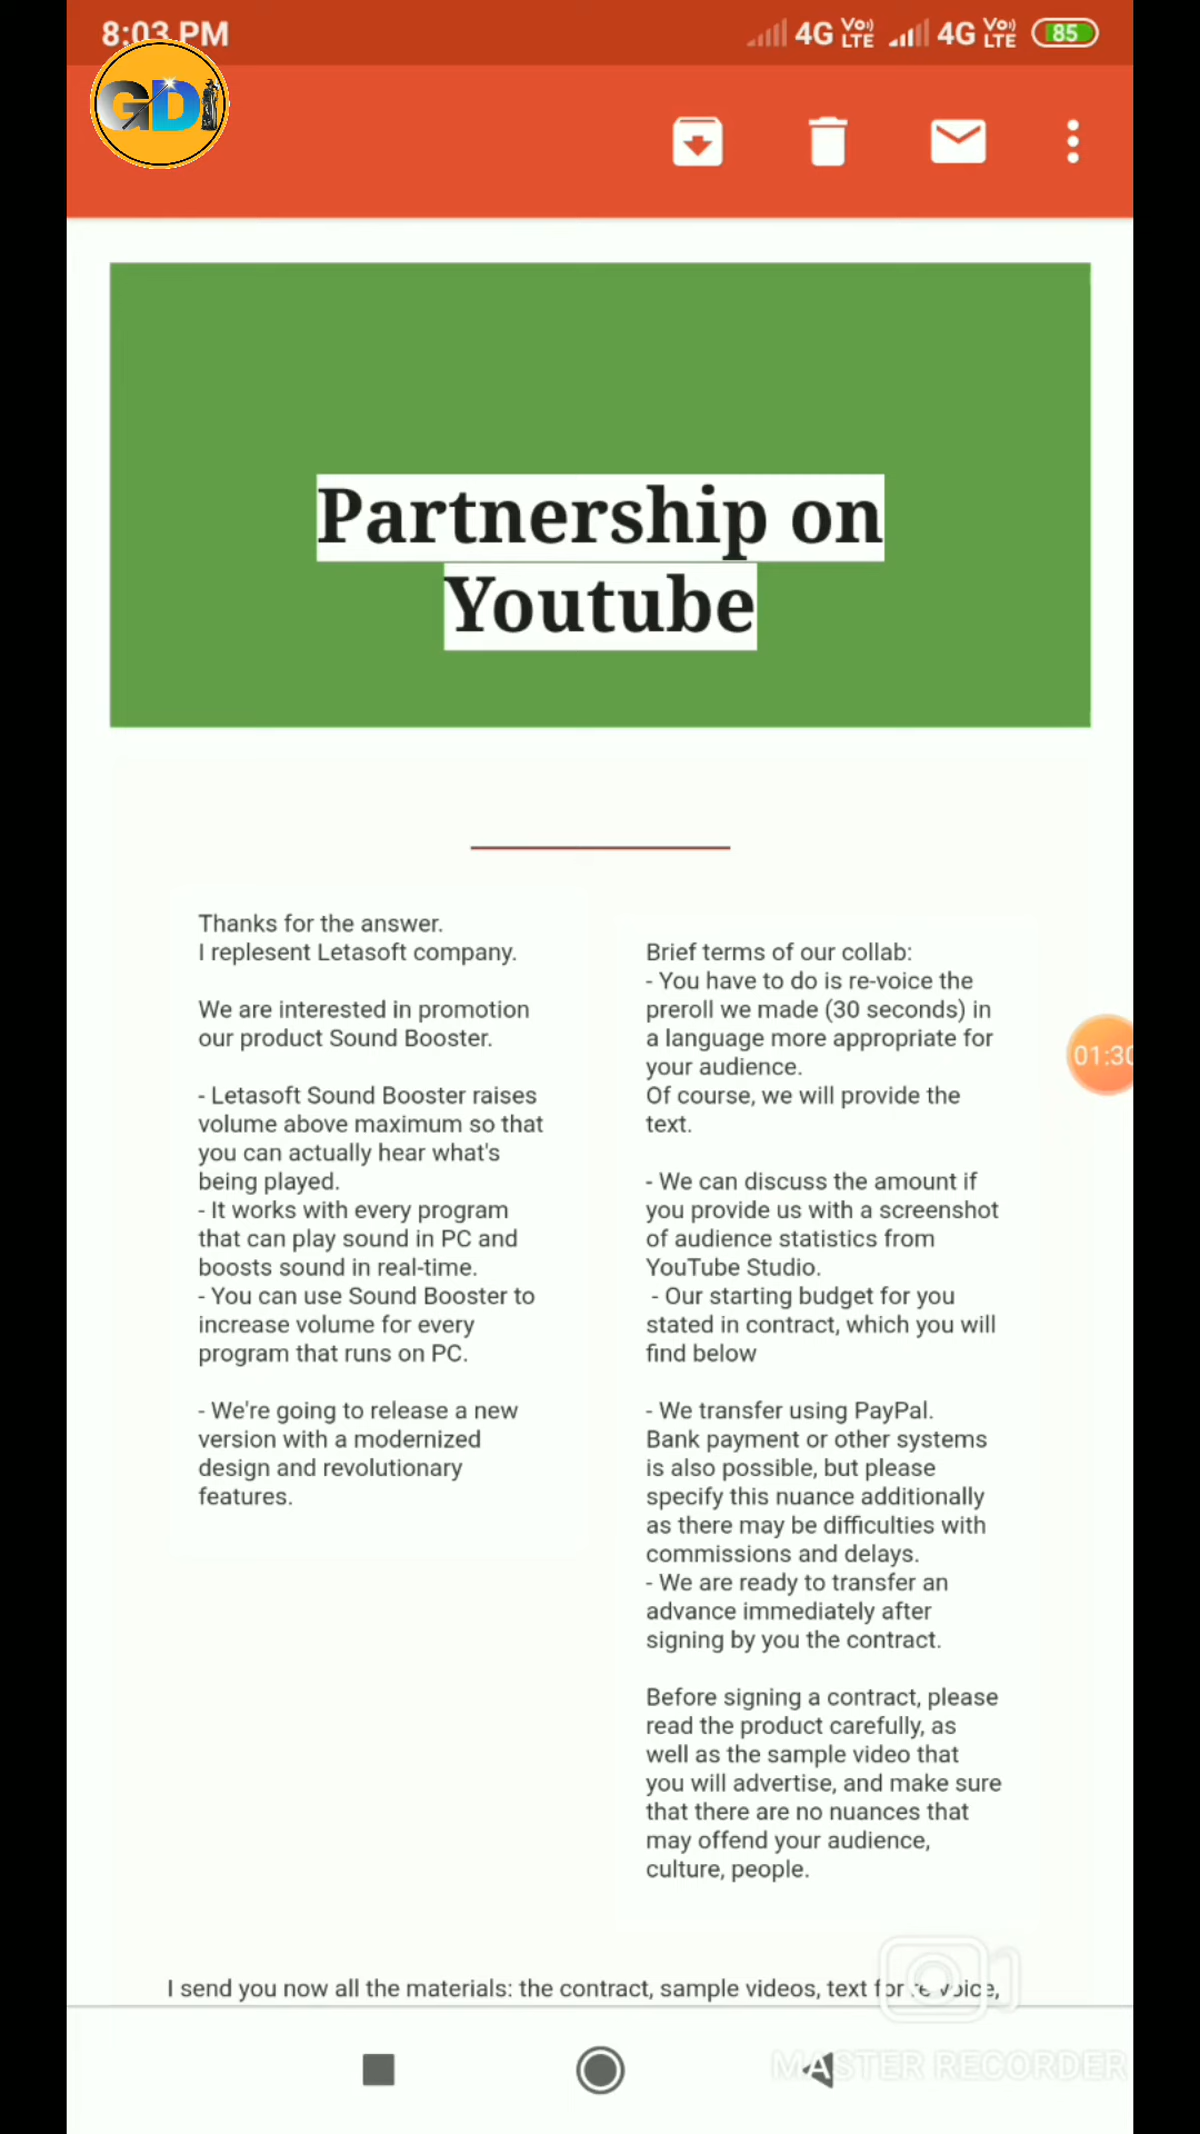 8:03 PM
4G VoLTE 4G VoLTE 85
GDi
Partnership on
Youtube
Thanks for the answer.
I replesent Letasoft company.
We are interested in promotion
our product Sound Booster.
- Letasoft Sound Booster raises
volume above maximum so that
you can actually hear what's
being played.
- It works with every program
that can play sound in PC and
boosts sound in real-time.
- You can use Sound Booster to
increase volume for every
program that runs on PC.
- We're going to release a new
version with a modernized
design and revolutionary
features.
Brief terms of our collab:
- You have to do is re-voice the
preroll we made (30 seconds) in
a language more appropriate for
your audience.
Of course, we will provide the
text.
- We can discuss the amount if
you provide us with a screenshot
of audience statistics from
YouTube Studio.
- Our starting budget for you
stated in contract, which you will
find below
- We transfer using PayPal.
Bank payment or other systems
is also possible, but please
specify this nuance additionally
as there may be difficulties with
commissions and delays.
- We are ready to transfer an
advance immediately after
signing by you the contract.
Before signing a contract, please
read the product carefully, as
well as the sample video that
you will advertise, and make sure
that there are no nuances that
may offend your audience,
culture, people.
01:30
I send you now all the materials: the contract, sample videos, text for re-voice,
MASTER RECORDER